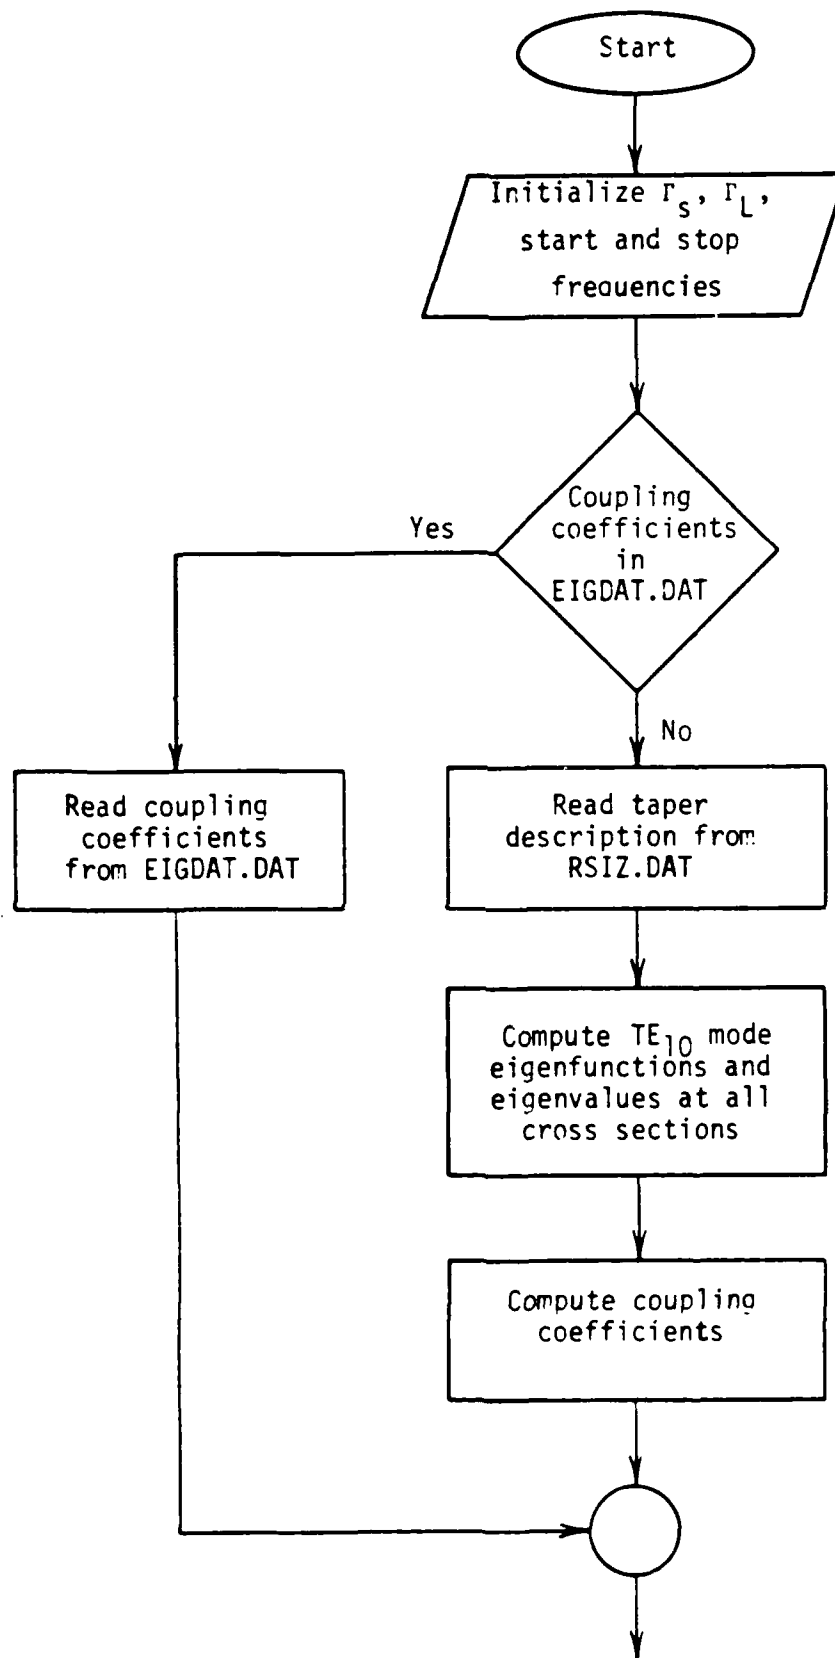 Start
Initialize Γₛ, Γ_L,
start and stop
frequencies
Coupling
coefficients
in
EIGDAT.DAT
Yes
No
Read coupling
coefficients
from EIGDAT.DAT
Read taper
description from
RSIZ.DAT
Compute TE₁₀ mode
eigenfunctions and
eigenvalues at all
cross sections
Compute coupling
coefficients